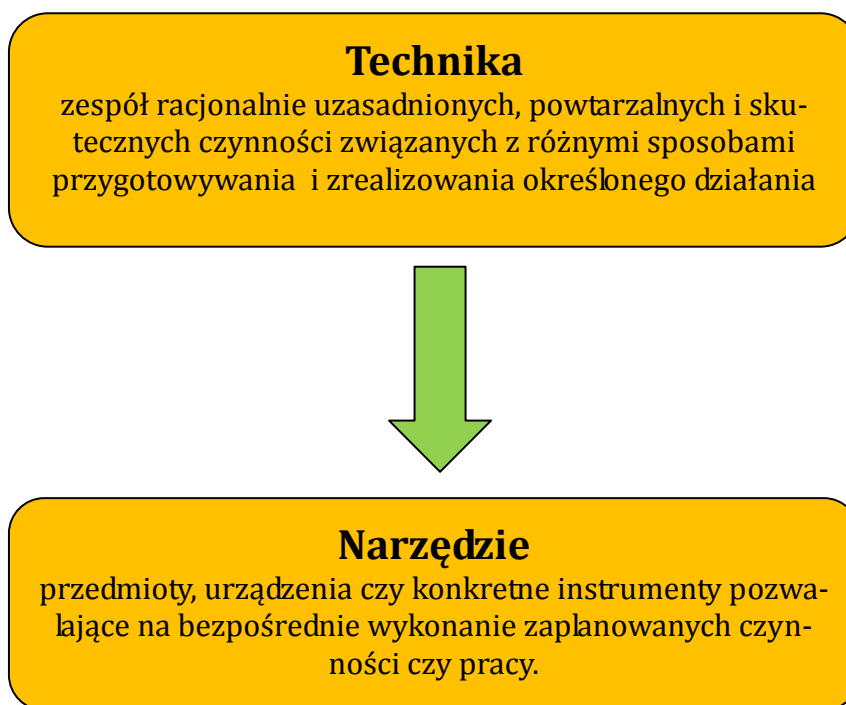 Technika
zespół racjonalnie uzasadnionych, powtarzalnych i sku-
tecznych czynności związanych z różnymi sposobami
przygotowywania i zrealizowania określonego działania
Narzędzie
przedmioty, urządzenia czy konkretne instrumenty pozwa-
lające na bezpośrednie wykonanie zaplanowanych czyn-
ności czy pracy.